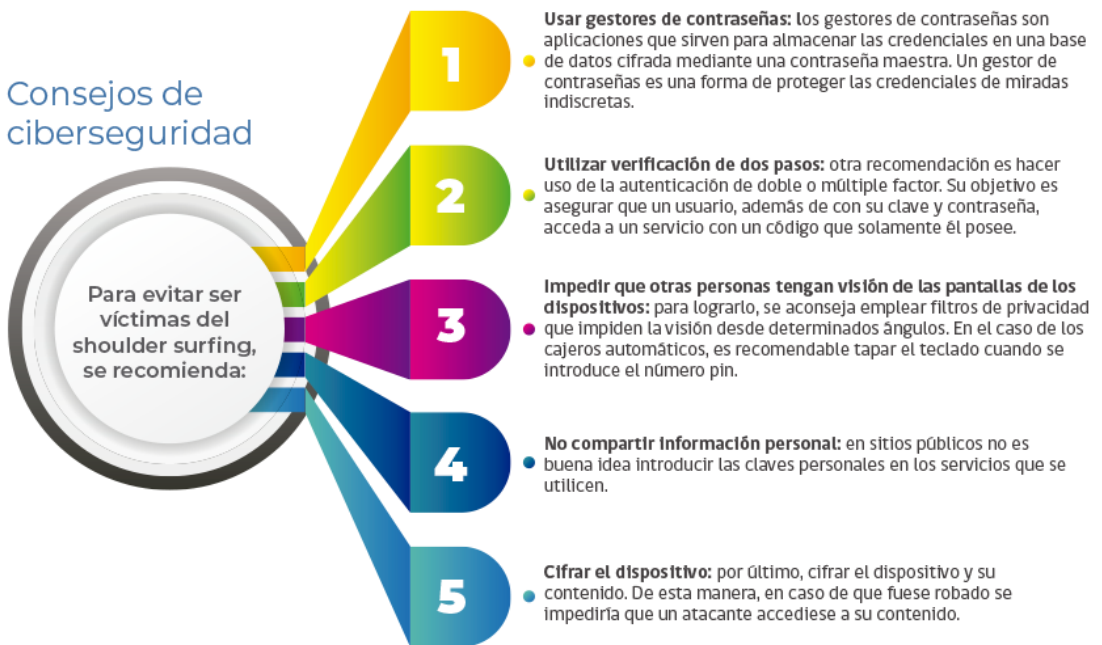 Consejos de
ciberseguridad
Para evitar ser
víctimas del
shoulder surfing,
se recomienda:
1
Usar gestores de contraseñas: los gestores de contraseñas son
aplicaciones que sirven para almacenar las credenciales en una base
de datos cifrada mediante una contraseña maestra. Un gestor de
contraseñas es una forma de proteger las credenciales de miradas
indiscretas.
2
Utilizar verificación de dos pasos: otra recomendación es hacer
uso de la autenticación de doble o múltiple factor. Su objetivo es
asegurar que un usuario, además de con su clave y contraseña,
acceda a un servicio con un código que solamente él posee.
3
Impedir que otras personas tengan visión de las pantallas de los
dispositivos: para lograrlo, se aconseja emplear filtros de privacidad
que impiden la visión desde determinados ángulos. En el caso de los
cajeros automáticos, es recomendable tapar el teclado cuando se
introduce el número pin.
4
No compartir información personal: en sitios públicos no es
buena idea introducir las claves personales en los servicios que se
utilicen.
5
Cifrar el dispositivo: por último, cifrar el dispositivo y su
contenido. De esta manera, en caso de que fuese robado se
impediría que un atacante accediese a su contenido.